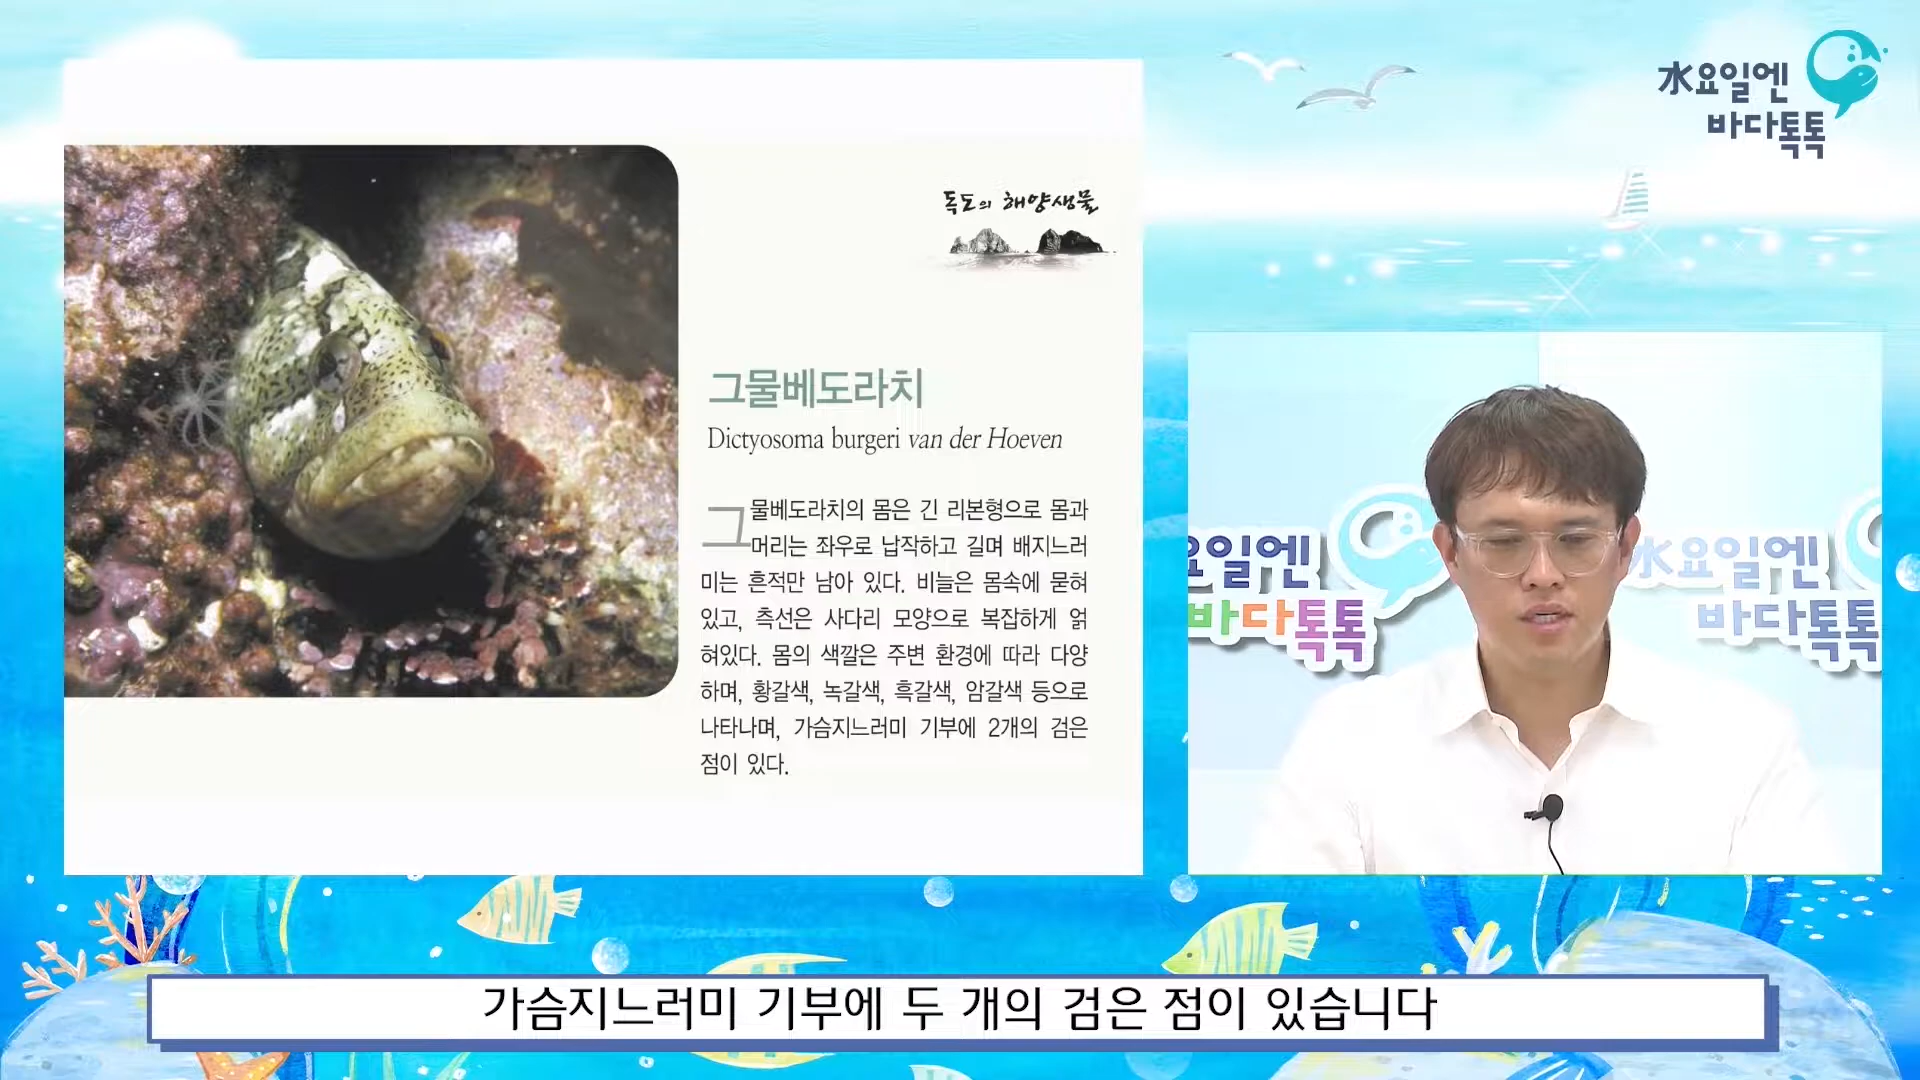 水요일엔
바다톡톡
독도의 해양생물
그물베도라치
Dictyosoma burgeri van der Hoeven
그물베도라치의 몸은 긴 리본형으로 몸과
머리는 좌우로 납작하고 길며 배지느러
미는 흔적만 남아 있다. 비늘은 몸속에 묻혀
있고, 측선은 사다리 모양으로 복잡하게 얽
혀있다. 몸의 색깔은 주변 환경에 따라 다양
하며, 황갈색, 녹갈색, 흑갈색, 암갈색 등으로
나타나며, 가슴지느러미 기부에 2개의 검은
점이 있다.
요일엔
바다톡톡
水요일엔
바다톡톡
가슴지느러미 기부에 두 개의 검은 점이 있습니다